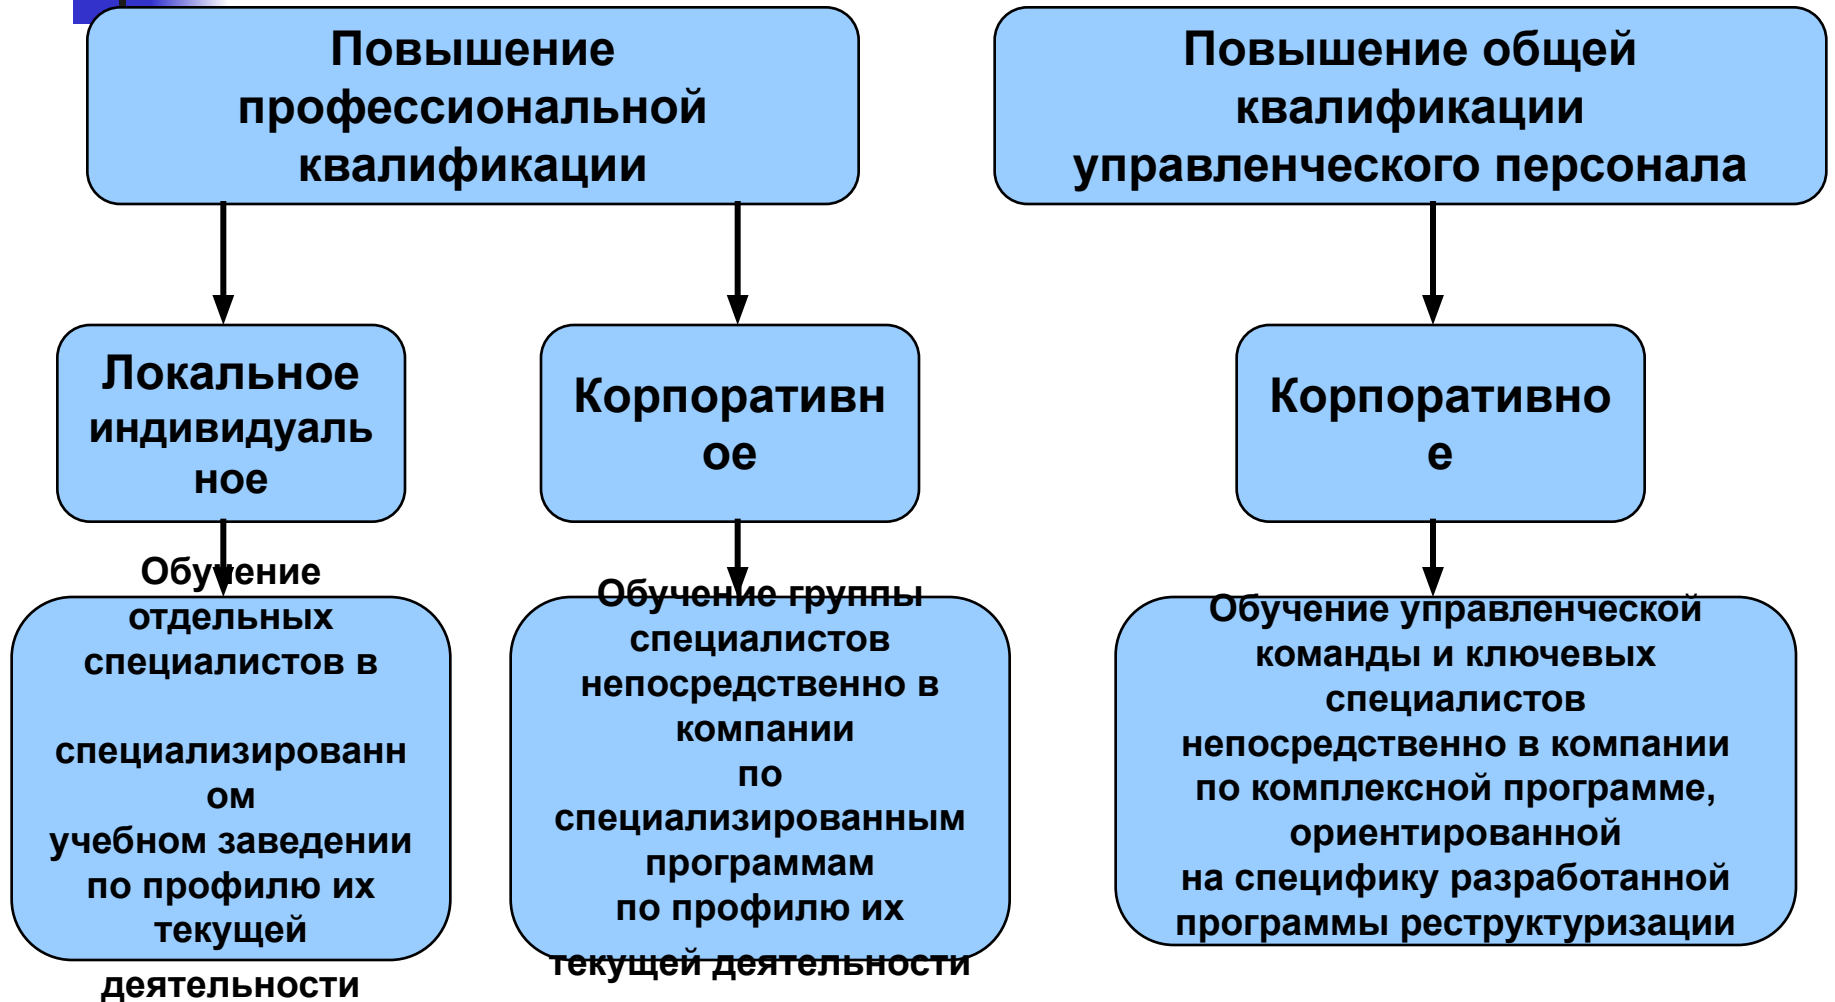 Повышение
профессиональной
квалификации
Повышение общей
квалификации
управленческого персонала
Локальное
индивидуаль
ное
Корпоративн
ое
Корпоративно
е
Обучение
отдельных
специалистов в
специализированн
ом
учебном заведении
по профилю их
текущей
деятельности
Обучение группы
специалистов
непосредственно в
компании
по
специализированным
программам
по профилю их
текущей деятельности
Обучение управленческой
команды и ключевых
специалистов
непосредственно в компании
по комплексной программе,
ориентированной
на специфику разработанной
программы реструктуризации